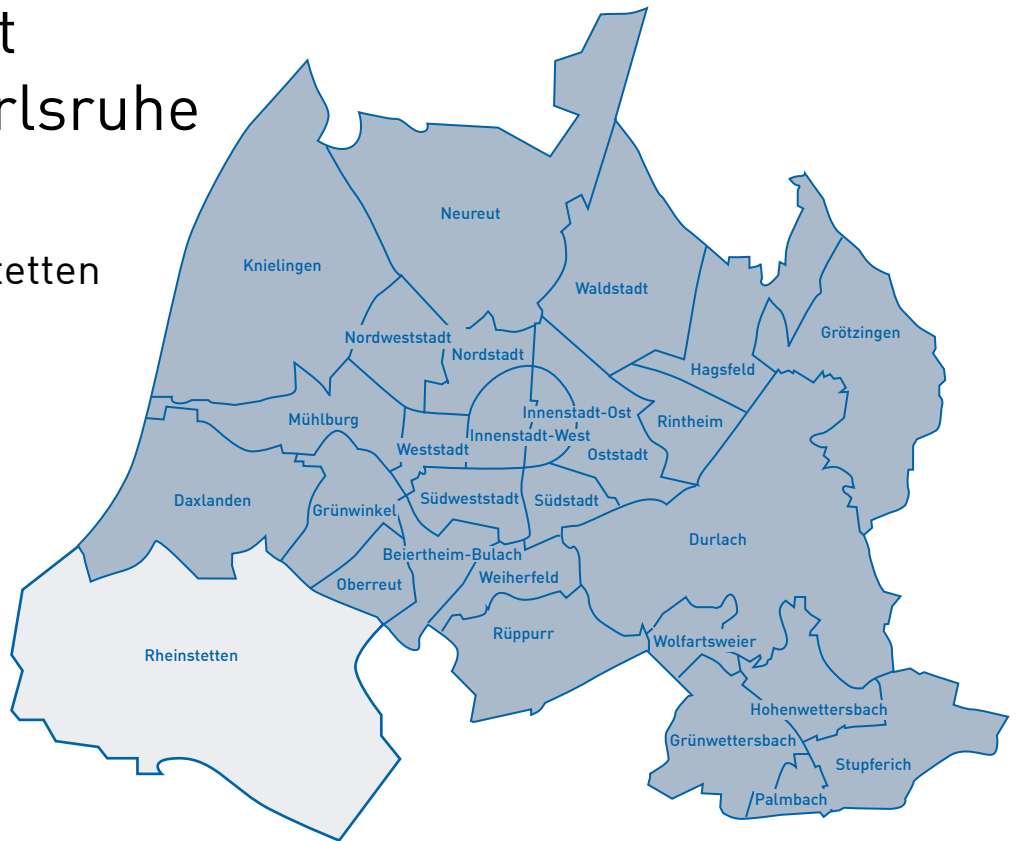 t
rlsruhe
tetten
Neureut
Knielingen
Waldstadt
Grötzingen
Nordweststadt
Nordstadt
Hagsfeld
Innenstadt-Ost
Mühlburg
Rintheim
Innenstadt-West
Weststadt
Oststadt
Daxlanden
Südweststadt
Südstadt
Grünwinkel
Durlach
Beiertheim-Bulach
Weiherfeld
Oberreut
Rüppurr
Wolfartsweier
Rheinstetten
Hohenwettersbach
Grünwettersbach
Stupferich
Palmbach